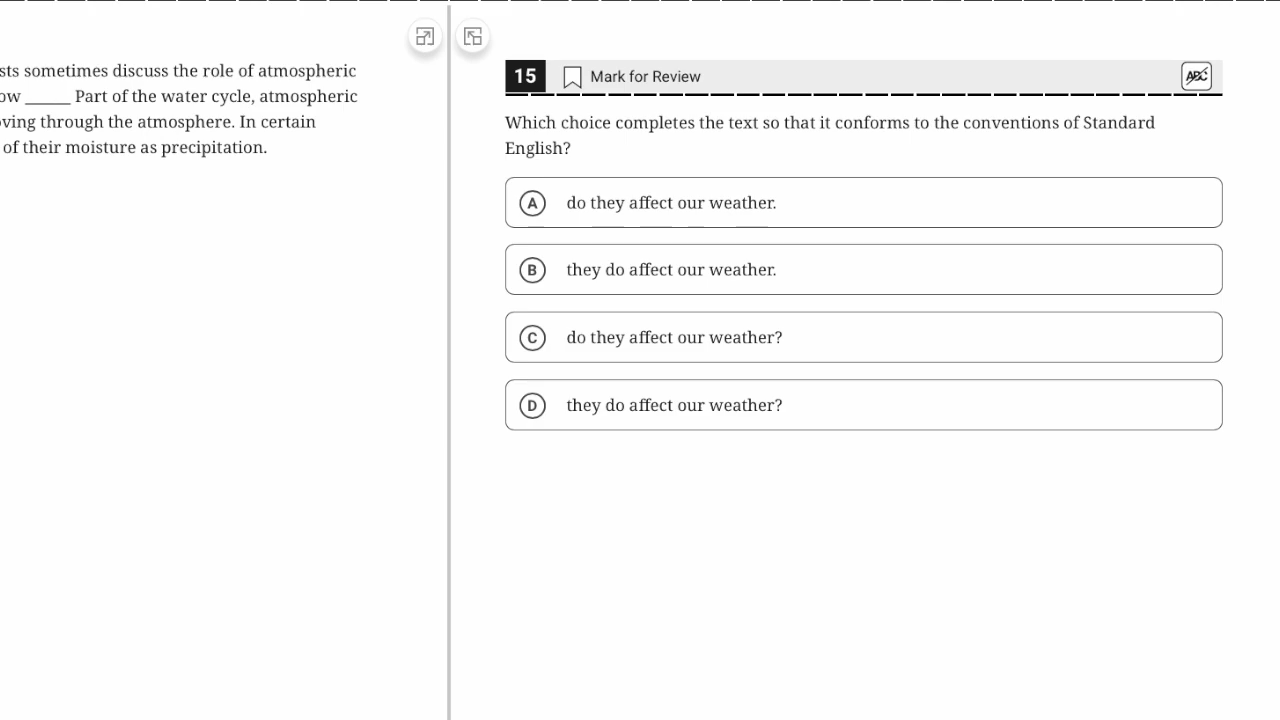 sts sometimes discuss the role of atmospheric
ow ______ Part of the water cycle, atmospheric
ving through the atmosphere. In certain
of their moisture as precipitation.
15 Mark for Review ABC
Which choice completes the text so that it conforms to the conventions of Standard
English?
A do they affect our weather.
B they do affect our weather.
C do they affect our weather?
D they do affect our weather?